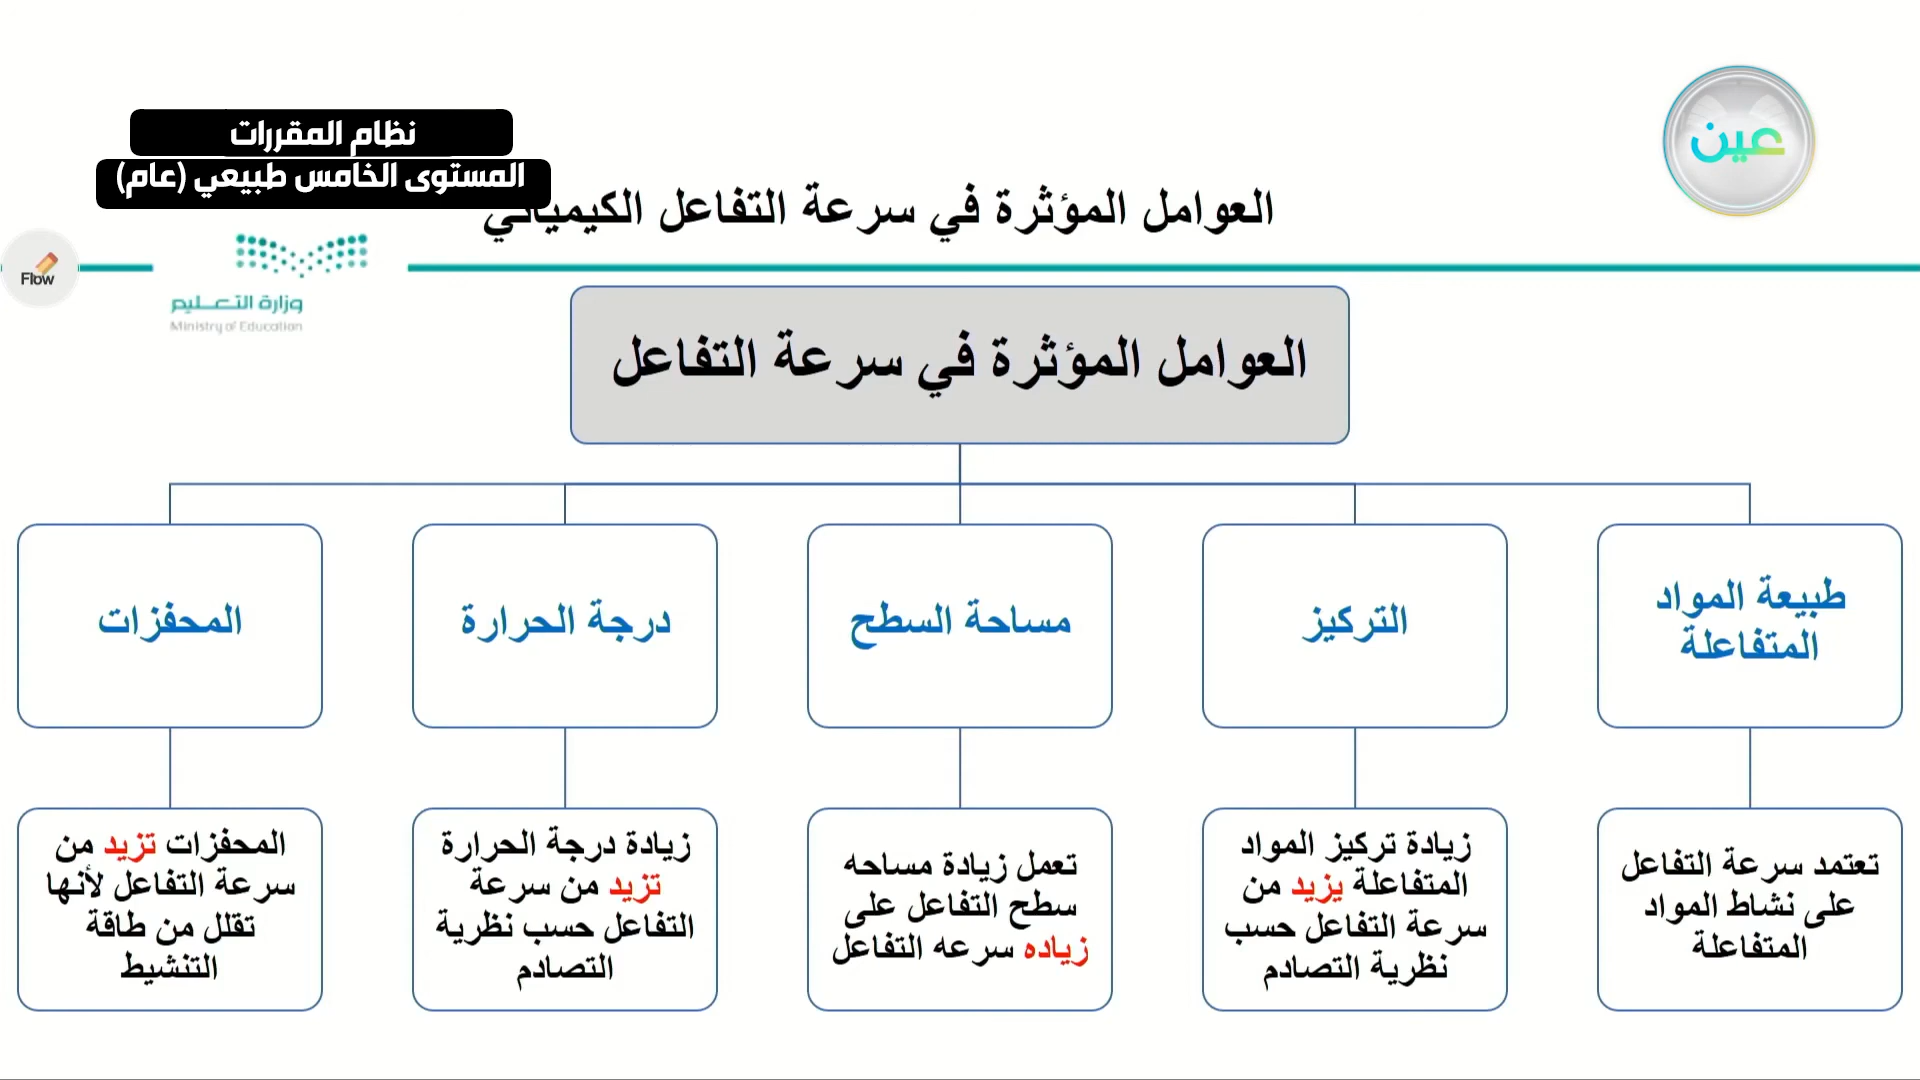 عين
نظام المقررات
المستوى الخامس طبيعي (عام)
العوامل المؤثرة في سرعة التفاعل الكيميائي
Flow
وزارة التعليم
Ministry of Education
العوامل المؤثرة في سرعة التفاعل
طبيعة المواد
المتفاعلة
التركيز
مساحة السطح
درجة الحرارة
المحفزات
تعتمد سرعة التفاعل
على نشاط المواد
المتفاعلة
زيادة تركيز المواد
المتفاعلة يزيد من
سرعة التفاعل حسب
نظرية التصادم
تعمل زيادة مساحه
سطح التفاعل على
زياده سرعه التفاعل
زيادة درجة الحرارة
تزيد من سرعة
التفاعل حسب نظرية
التصادم
المحفزات تزيد من
سرعة التفاعل لأنها
تقلل من طاقة
التنشيط